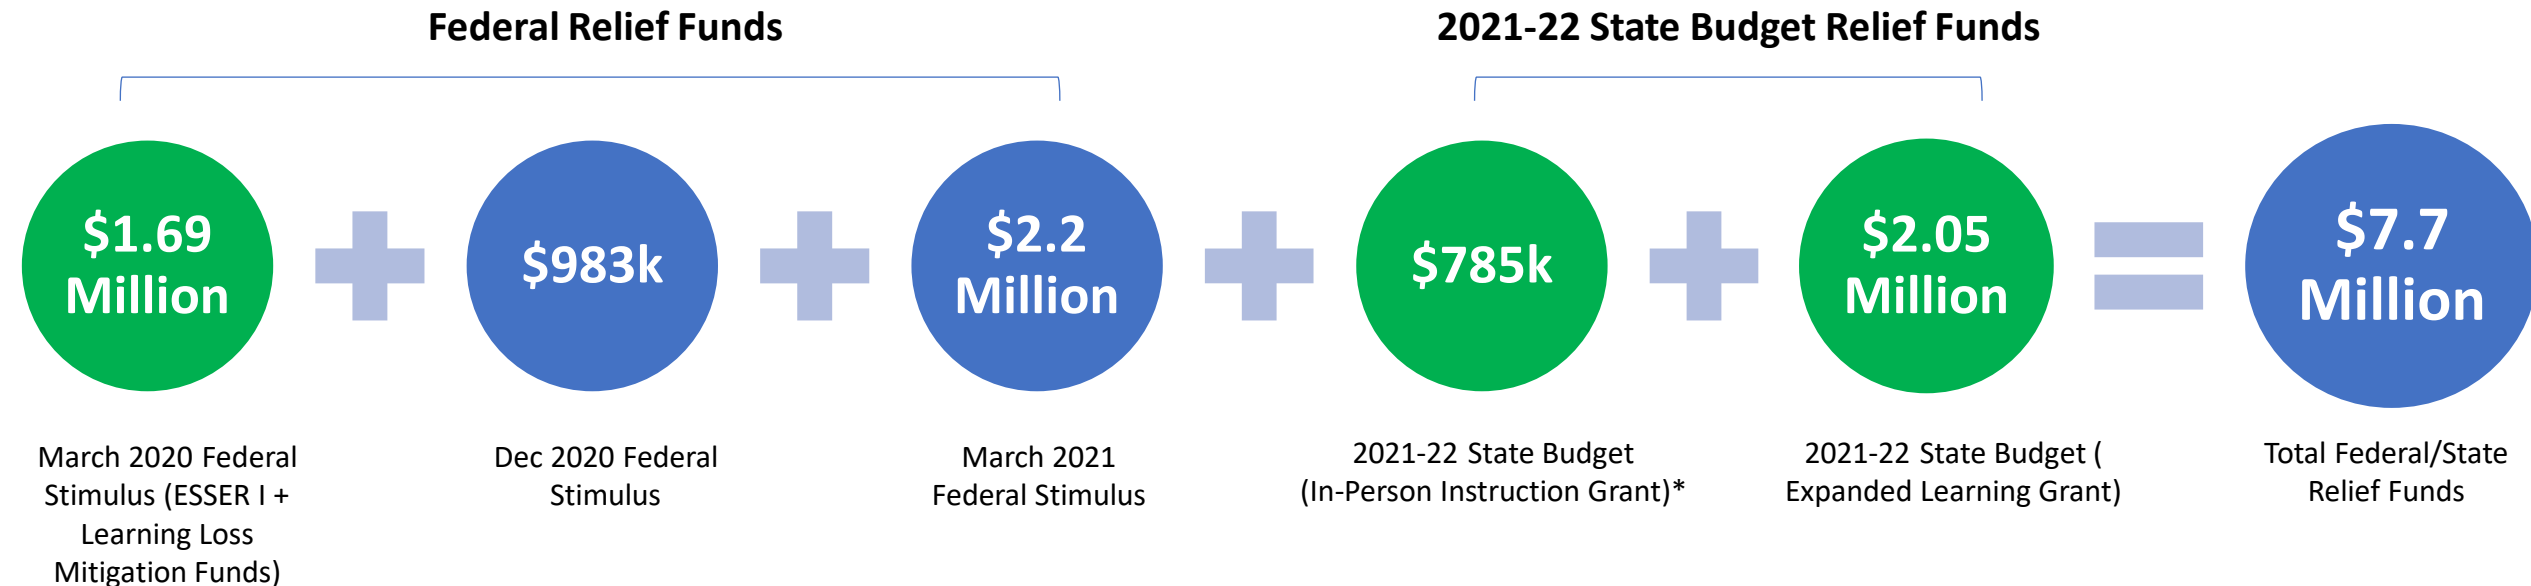 Federal Relief Funds
2021-22 State Budget Relief Funds
$1.69
Million
$983k
$2.2
Million
$785k
$2.05
Million
$7.7
Million
March 2020 Federal
Stimulus (ESSER I +
Learning Loss
Mitigation Funds)
Dec 2020 Federal
Stimulus
March 2021
Federal Stimulus
2021-22 State Budget
(In-Person Instruction Grant)*
2021-22 State Budget (
Expanded Learning Grant)
Total Federal/State
Relief Funds